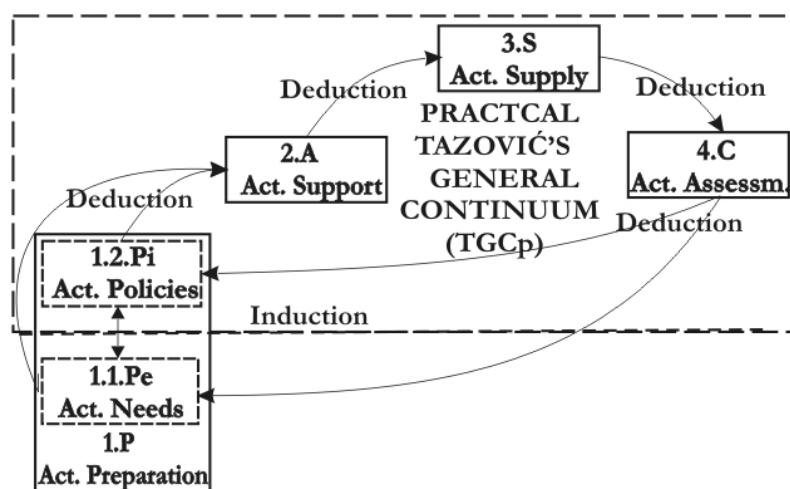 3.S
Act. Supply
Deduction
Deduction
PRACTCAL
TAZOVIĆ'S
GENERAL
CONTINUUM
(TGCp)
2.A
Act. Support
4.C
Act. Assessm.
Deduction
Deduction
1.2.Pi
Act. Policies
Induction
1.1.Pe
Act. Needs
1.P
Act. Preparation